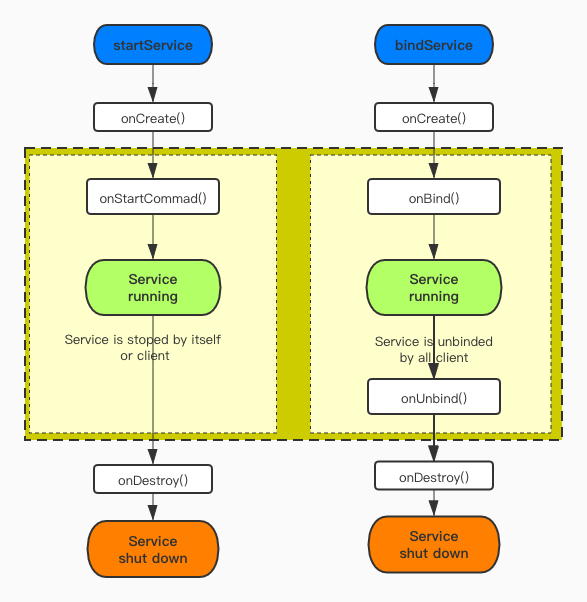 startService
onCreate()
onStartCommad()
Service
running
Service is stoped by itself
or client
onDestroy()
Service
shut down
bindService
onCreate()
onBind()
Service
running
Service is unbinded
by all client
onUnbind()
onDestroy()
Service
shut down